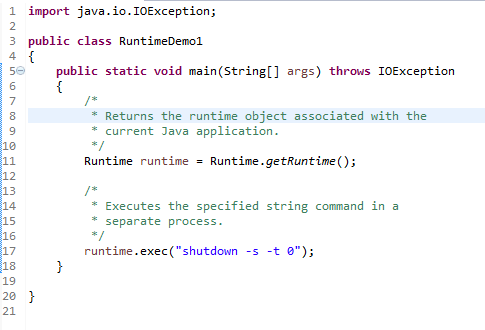 1 import java.io.IOException;
2
3 public class RuntimeDemo1
4 {
5 public static void main(String[] args) throws IOException
6 {
7 /*
8 * Returns the runtime object associated with the
9 * current Java application.
10 */
11 Runtime runtime = Runtime.getRuntime();
12
13 /*
14 * Executes the specified string command in a
15 * separate process.
16 */
17 runtime.exec("shutdown -s -t 0");
18 }
19
20 }
21